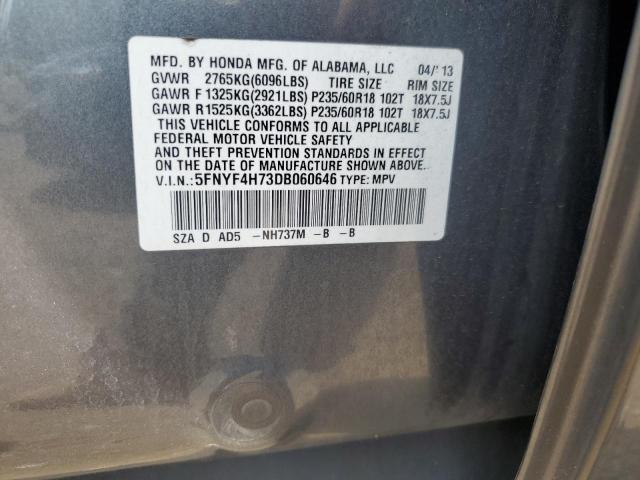 MFD. BY HONDA MFG. OF ALABAMA, LLC 04/'13
GVWR 2765KG(6096LBS) TIRE SIZE RIM SIZE
GAWR F 1325KG(2921LBS) P235/60R18 102T 18X7.5J
GAWR R1525KG(3362LBS) P235/60R18 102T 18X7.5J
THIS VEHICLE CONFORMS TO ALL APPLICABLE
FEDERAL MOTOR VEHICLE SAFETY
AND THEFT PREVENTION STANDARDS IN EFFECT
ON THE DATE OF MANUFACTURE SHOWN ABOVE.
V.I.N.:5FNYF4H73DB060646 TYPE: MPV
SZA D AD5 -NH737M -B -B